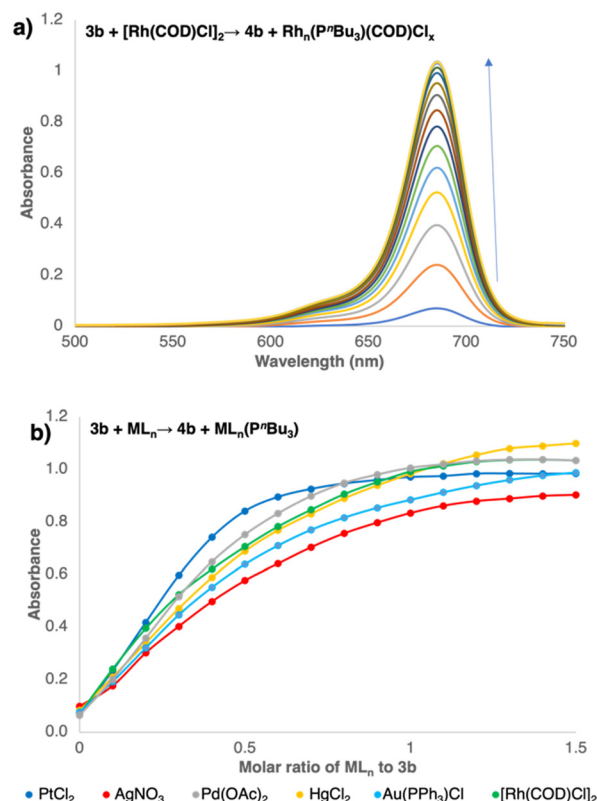 a)
3b + [Rh(COD)Cl]₂→ 4b + Rhₙ(PⁿBu₃)(COD)Clₓ
Absorbance
1.2
1
0.8
0.6
0.4
0.2
0
500 550 600 650 700 750
Wavelength (nm)
b)
3b + MLₙ→ 4b + MLₙ(PⁿBu₃)
Absorbance
1.2
1.0
0.8
0.6
0.4
0.2
0.0
0 0.5 1 1.5
Molar ratio of MLₙ to 3b
PtCl₂ AgNO₃ Pd(OAc)₂ HgCl₂ Au(PPh₃)Cl [Rh(COD)Cl]₂